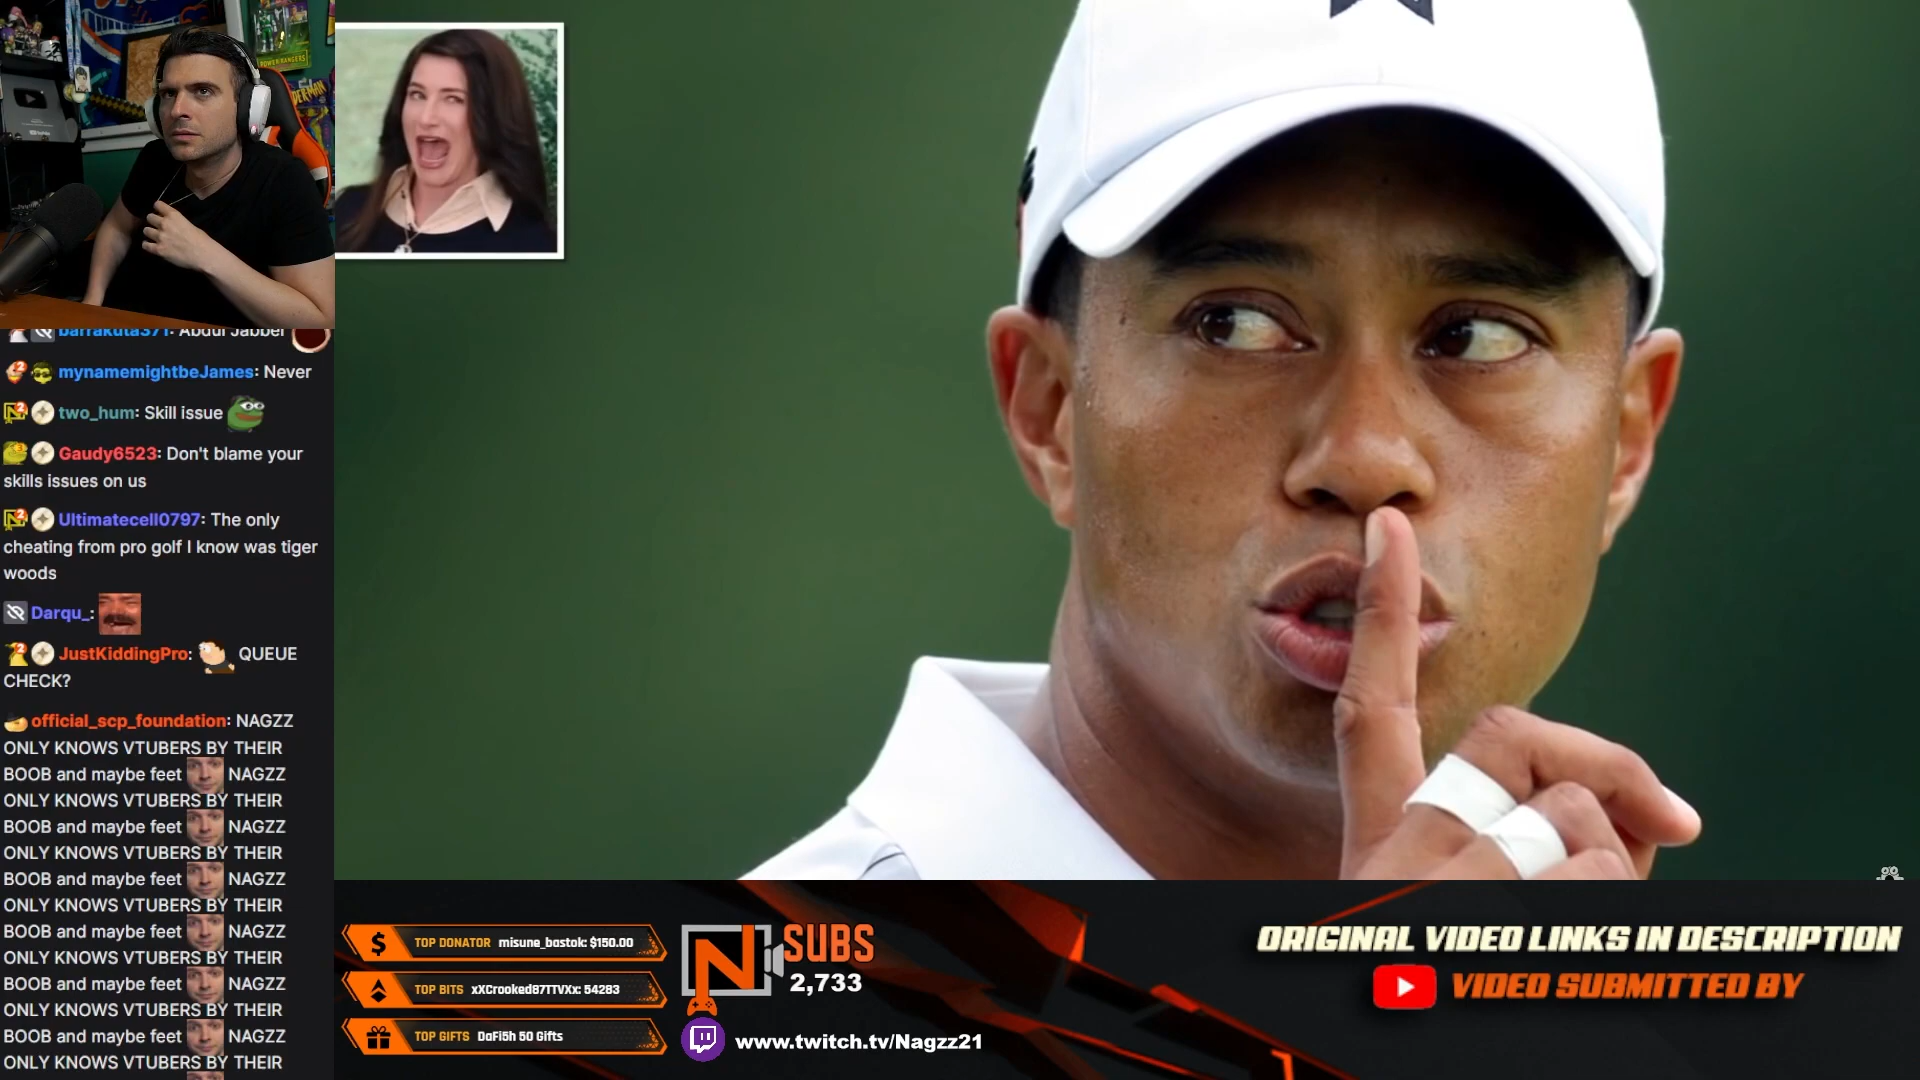 POWER RANGERS
barrakuta371: Abdul Jabbel
mynamemightbeJames: Never
two_hum: Skill issue
Gaudy6523: Don't blame your
skills issues on us
Ultimatecell0797: The only
cheating from pro golf I know was tiger
woods
Darqu_:
JustKiddingPro: QUEUE
CHECK?
official_scp_foundation: NAGZZ
ONLY KNOWS VTUBERS BY THEIR
BOOB and maybe feet NAGZZ
ONLY KNOWS VTUBERS BY THEIR
BOOB and maybe feet NAGZZ
ONLY KNOWS VTUBERS BY THEIR
BOOB and maybe feet NAGZZ
ONLY KNOWS VTUBERS BY THEIR
BOOB and maybe feet NAGZZ
ONLY KNOWS VTUBERS BY THEIR
BOOB and maybe feet NAGZZ
ONLY KNOWS VTUBERS BY THEIR
BOOB and maybe feet NAGZZ
ONLY KNOWS VTUBERS BY THEIR
TOP DONATOR misune_bastok: $150.00
TOP BITS xXCrooked87TTVXx: 54283
TOP GIFTS DaFi5h 50 Gifts
N SUBS
2,733
www.twitch.tv/Nagzz21
ORIGINAL VIDEO LINKS IN DESCRIPTION
VIDEO SUBMITTED BY